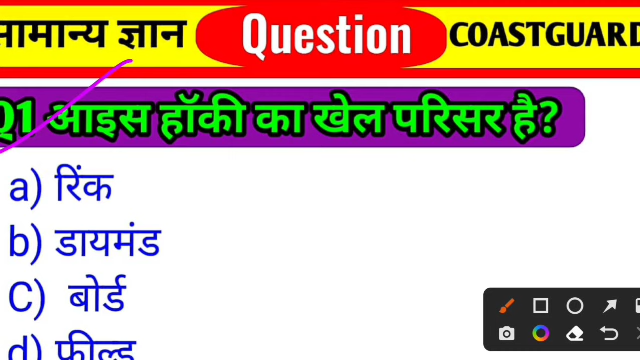 सामान्य ज्ञान Question COASTGUARD
Q1 आइस हॉकी का खेल परिसर है?
a) रिंक
b) डायमंड
C) बोर्ड
d) फील्ड